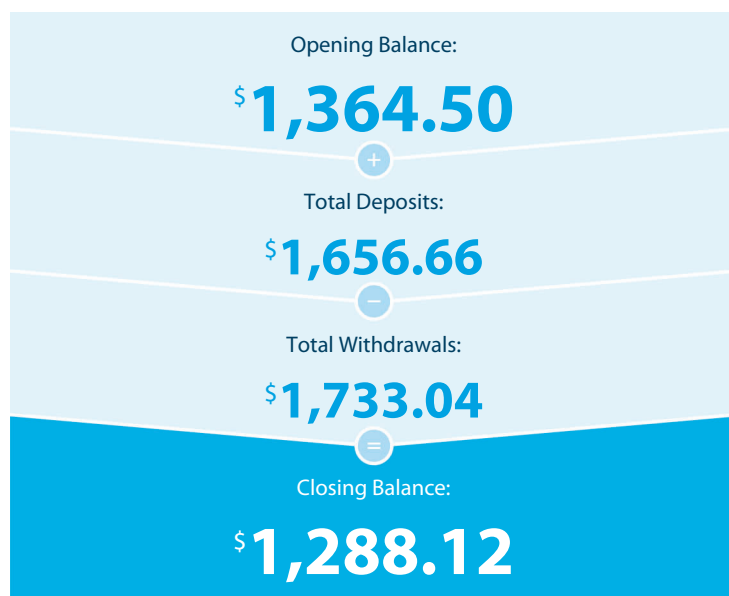 Opening Balance:
$1,364.50
+
Total Deposits:
$1,656.66
−
Total Withdrawals:
$1,733.04
=
Closing Balance:
$1,288.12